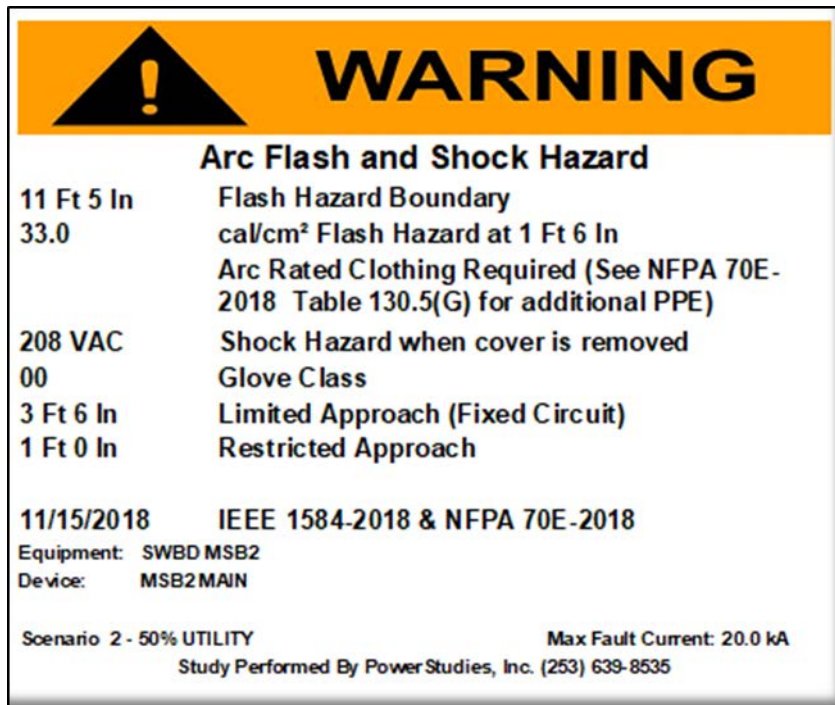 WARNING
Arc Flash and Shock Hazard
11 Ft 5 In Flash Hazard Boundary
33.0 cal/cm² Flash Hazard at 1 Ft 6 In
Arc Rated Clothing Required (See NFPA 70E-
2018 Table 130.5(G) for additional PPE)
208 VAC Shock Hazard when cover is removed
00 Glove Class
3 Ft 6 In Limited Approach (Fixed Circuit)
1 Ft 0 In Restricted Approach
11/15/2018 IEEE 1584-2018 & NFPA 70E-2018
Equipment: SWBD MSB2
Device: MSB2 MAIN
Scenario 2 - 50% UTILITY Max Fault Current: 20.0 kA
Study Performed By PowerStudies, Inc. (253) 639-8535